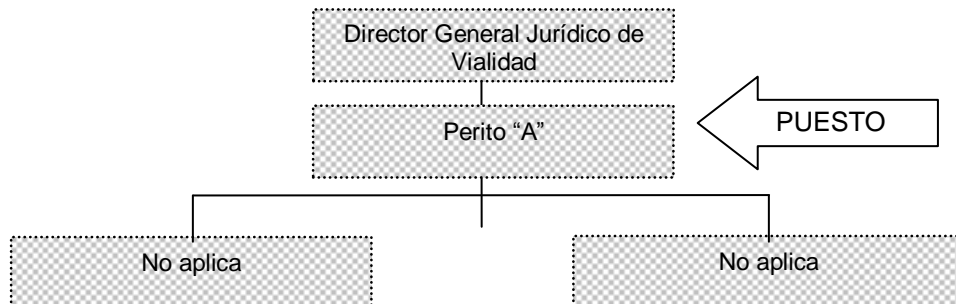 Director General Jurídico de
Vialidad
Perito “A”
PUESTO
No aplica
No aplica